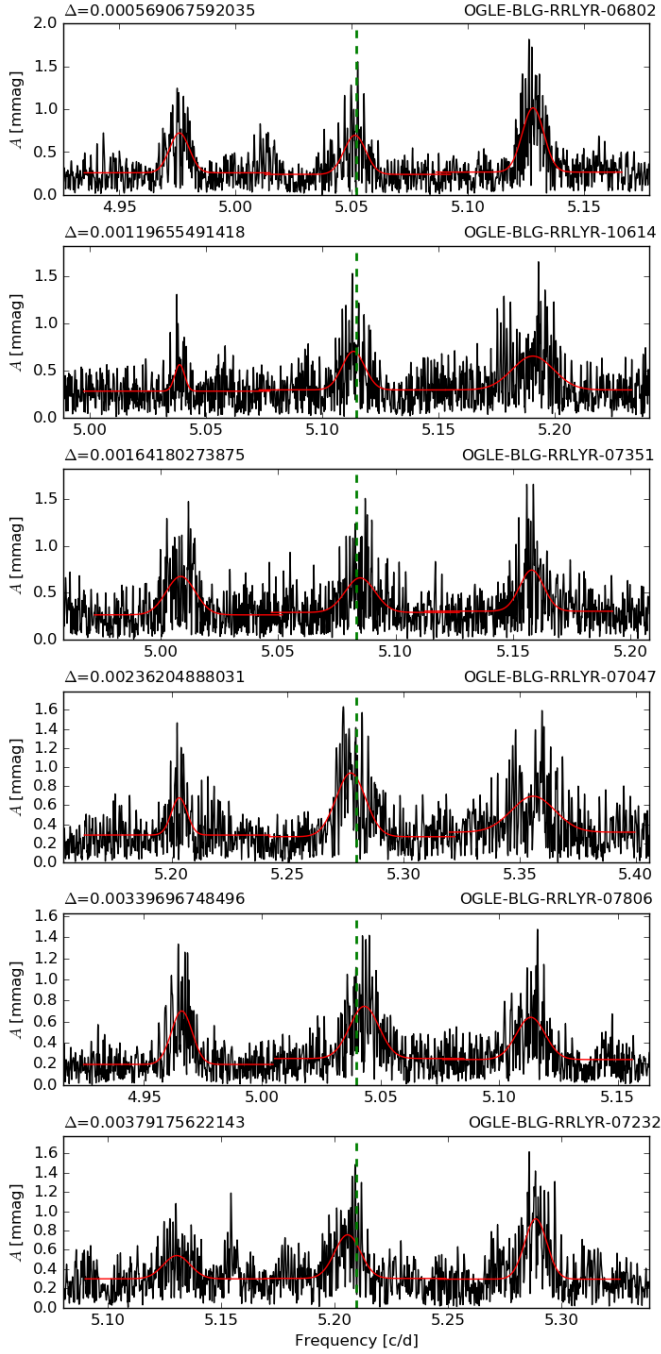 Δ=0.000569067592035 OGLE-BLG-RRLYR-06802
2.0
1.5
1.0
0.5
0.0
A [mmag]
4.95 5.00 5.05 5.10 5.15
Δ=0.00119655491418 OGLE-BLG-RRLYR-10614
1.5
1.0
0.5
0.0
A [mmag]
5.00 5.05 5.10 5.15 5.20
Δ=0.00164180273875 OGLE-BLG-RRLYR-07351
1.5
1.0
0.5
0.0
A [mmag]
5.00 5.05 5.10 5.15 5.20
Δ=0.00236204888031 OGLE-BLG-RRLYR-07047
1.6
1.4
1.2
1.0
0.8
0.6
0.4
0.2
0.0
A [mmag]
5.20 5.25 5.30 5.35 5.40
Δ=0.00339696748496 OGLE-BLG-RRLYR-07806
1.6
1.4
1.2
1.0
0.8
0.6
0.4
0.2
0.0
A [mmag]
4.95 5.00 5.05 5.10 5.15
Δ=0.00379175622143 OGLE-BLG-RRLYR-07232
1.6
1.4
1.2
1.0
0.8
0.6
0.4
0.2
0.0
A [mmag]
5.10 5.15 5.20 5.25 5.30
Frequency [c/d]